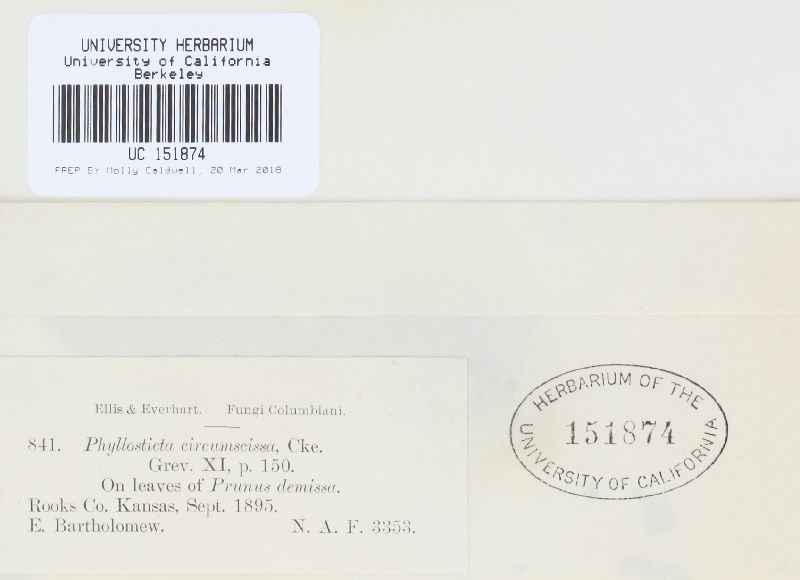 UNIVERSITY HERBARIUM
University of California
Berkeley
UC 151874
PREP BY Molly Caldwell, 20 Mar 2018
Ellis & Everhart. Fungi Columbiani.
841. Phyllosticta circumscissa, Cke.
Grev. XI, p. 150.
On leaves of Prunus demissa.
Rooks Co. Kansas, Sept. 1895.
E. Bartholomew. N. A. F. 3353.
HERBARIUM OF THE
151874
UNIVERSITY OF CALIFORNIA